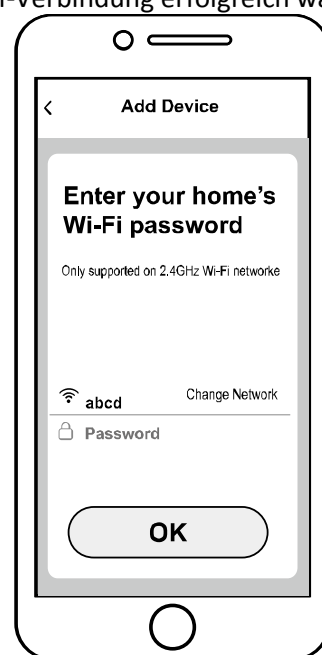 -Verbindung erfolgreich wa
< Add Device
Enter your home's
Wi-Fi password
Only supported on 2.4GHz Wi-Fi networke
abcd Change Network
Password
OK